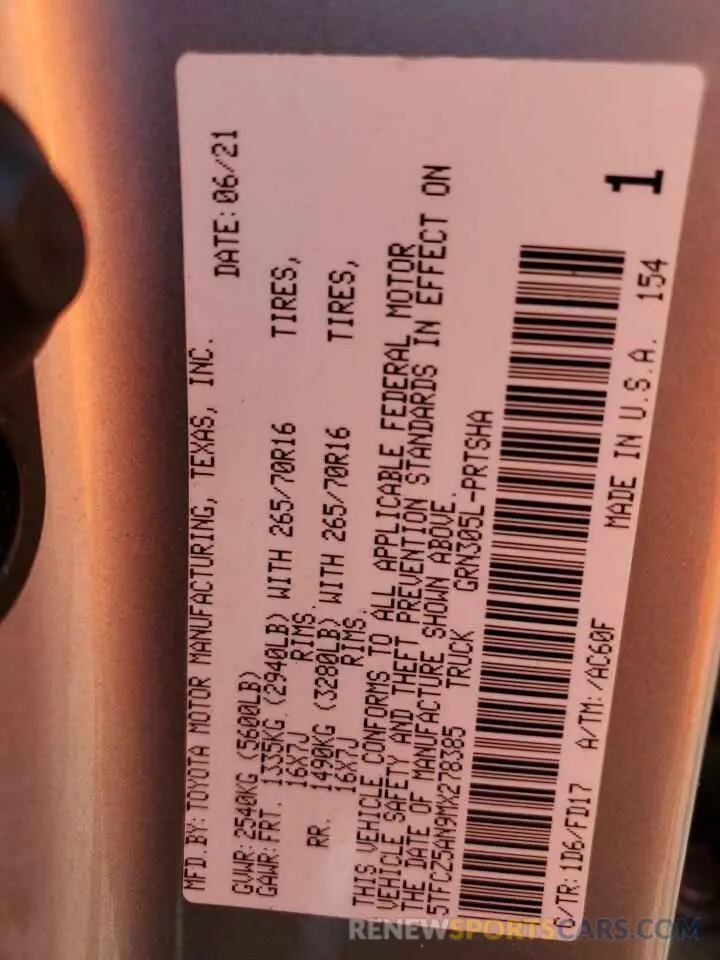 MFD. BY: TOYOTA MOTOR MANUFACTURING, TEXAS, INC.
DATE: 06/21
GVWR: 2540KG (5600LB)
GAWR: FRT. 1335KG (2940LB) WITH 265/70R16 TIRES,
16X7J RIMS.
RR. 1490KG (3280LB) WITH 265/70R16 TIRES,
16X7J RIMS.
THIS VEHICLE CONFORMS TO ALL APPLICABLE FEDERAL MOTOR
VEHICLE SAFETY AND THEFT PREVENTION STANDARDS IN EFFECT ON
THE DATE OF MANUFACTURE SHOWN ABOVE.
5TFCZ5AN9MX278385 TRUCK GRN305L-PRTSHA
1
C/TR: 1D6/FD17 A/TM: /AC60F
MADE IN U.S.A. 154
RENEWSPORTSCARS.COM